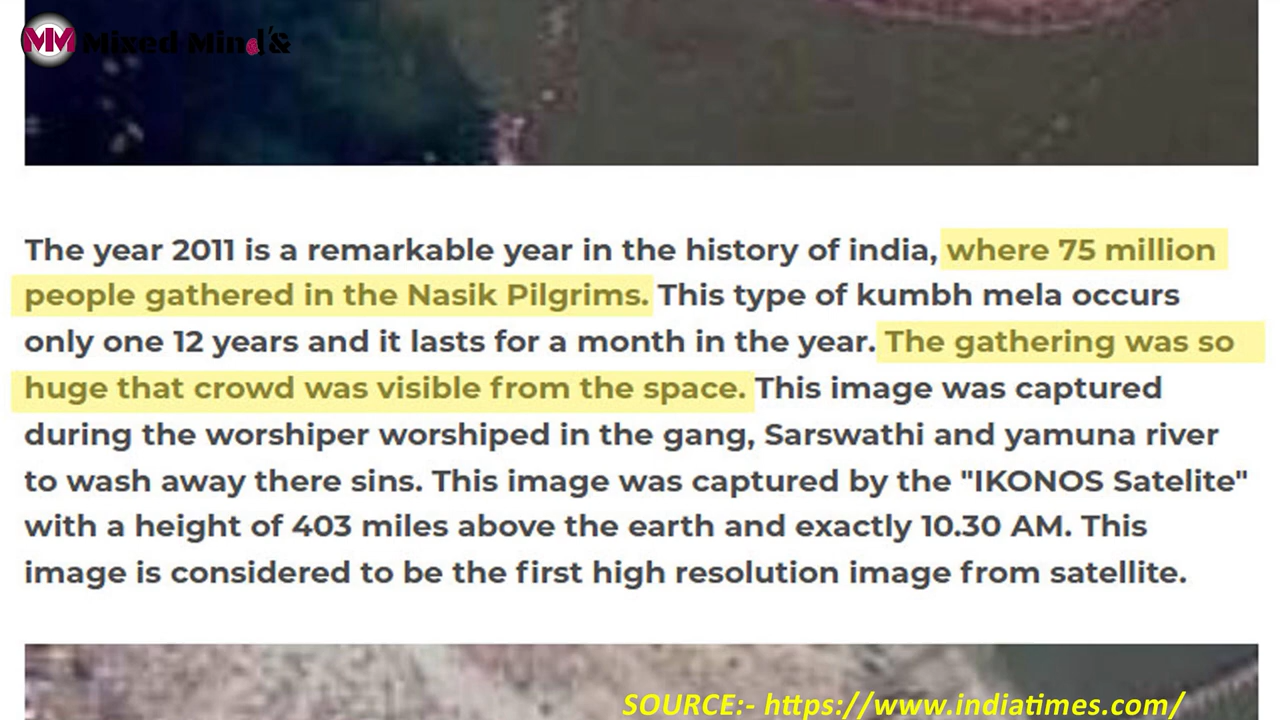 MM Mixed Mind'&
The year 2011 is a remarkable year in the history of india, where 75 million
people gathered in the Nasik Pilgrims. This type of kumbh mela occurs
only one 12 years and it lasts for a month in the year. The gathering was so
huge that crowd was visible from the space. This image was captured
during the worshiper worshiped in the gang, Sarswathi and yamuna river
to wash away there sins. This image was captured by the "IKONOS Satelite"
with a height of 403 miles above the earth and exactly 10.30 AM. This
image is considered to be the first high resolution image from satellite.
SOURCE:- https://www.indiatimes.com/